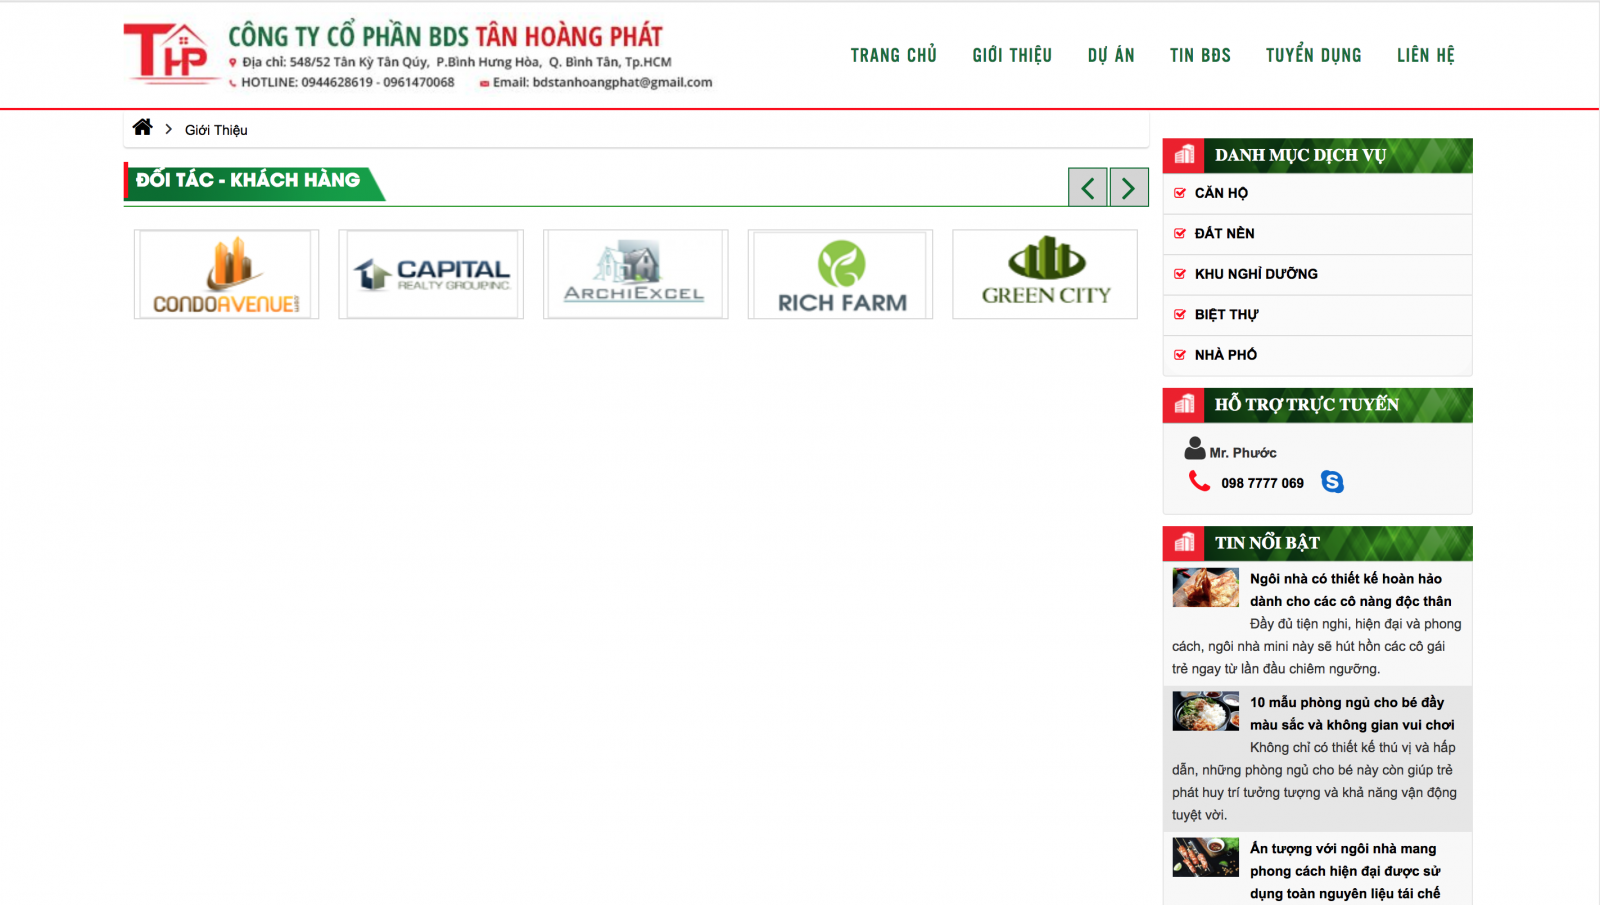 THP
CÔNG TY CỔ PHẦN BDS TÂN HOÀNG PHÁT
Địa chỉ: 548/52 Tân Kỳ Tân Qúy, P.Bình Hưng Hòa, Q. Bình Tân, Tp.HCM
HOTLINE: 0944628619 - 0961470068 Email: bdstanhoangphat@gmail.com
TRANG CHỦ GIỚI THIỆU DỰ ÁN TIN BĐS TUYỂN DỤNG LIÊN HỆ
Giới Thiệu
ĐỐI TÁC - KHÁCH HÀNG
CONDOAVENUE
CAPITAL
REALTY GROUP INC.
ARCHIEXCEL
RICH FARM
GREEN CITY
DANH MỤC DỊCH VỤ
CĂN HỘ
ĐẤT NỀN
KHU NGHỈ DƯỠNG
BIỆT THỰ
NHÀ PHỐ
HỖ TRỢ TRỰC TUYẾN
Mr. Phước
098 7777 069
TIN NỔI BẬT
Ngôi nhà có thiết kế hoàn hảo
dành cho các cô nàng độc thân
Đầy đủ tiện nghi, hiện đại và phong
cách, ngôi nhà mini này sẽ hút hồn các cô gái
trẻ ngay từ lần đầu chiêm ngưỡng.
10 mẫu phòng ngủ cho bé đầy
màu sắc và không gian vui chơi
Không chỉ có thiết kế thú vị và hấp
dẫn, những phòng ngủ cho bé này còn giúp trẻ
phát huy trí tưởng tượng và khả năng vận động
tuyệt vời.
Ấn tượng với ngôi nhà mang
phong cách hiện đại được sử
dụng toàn nguyên liệu tái chế